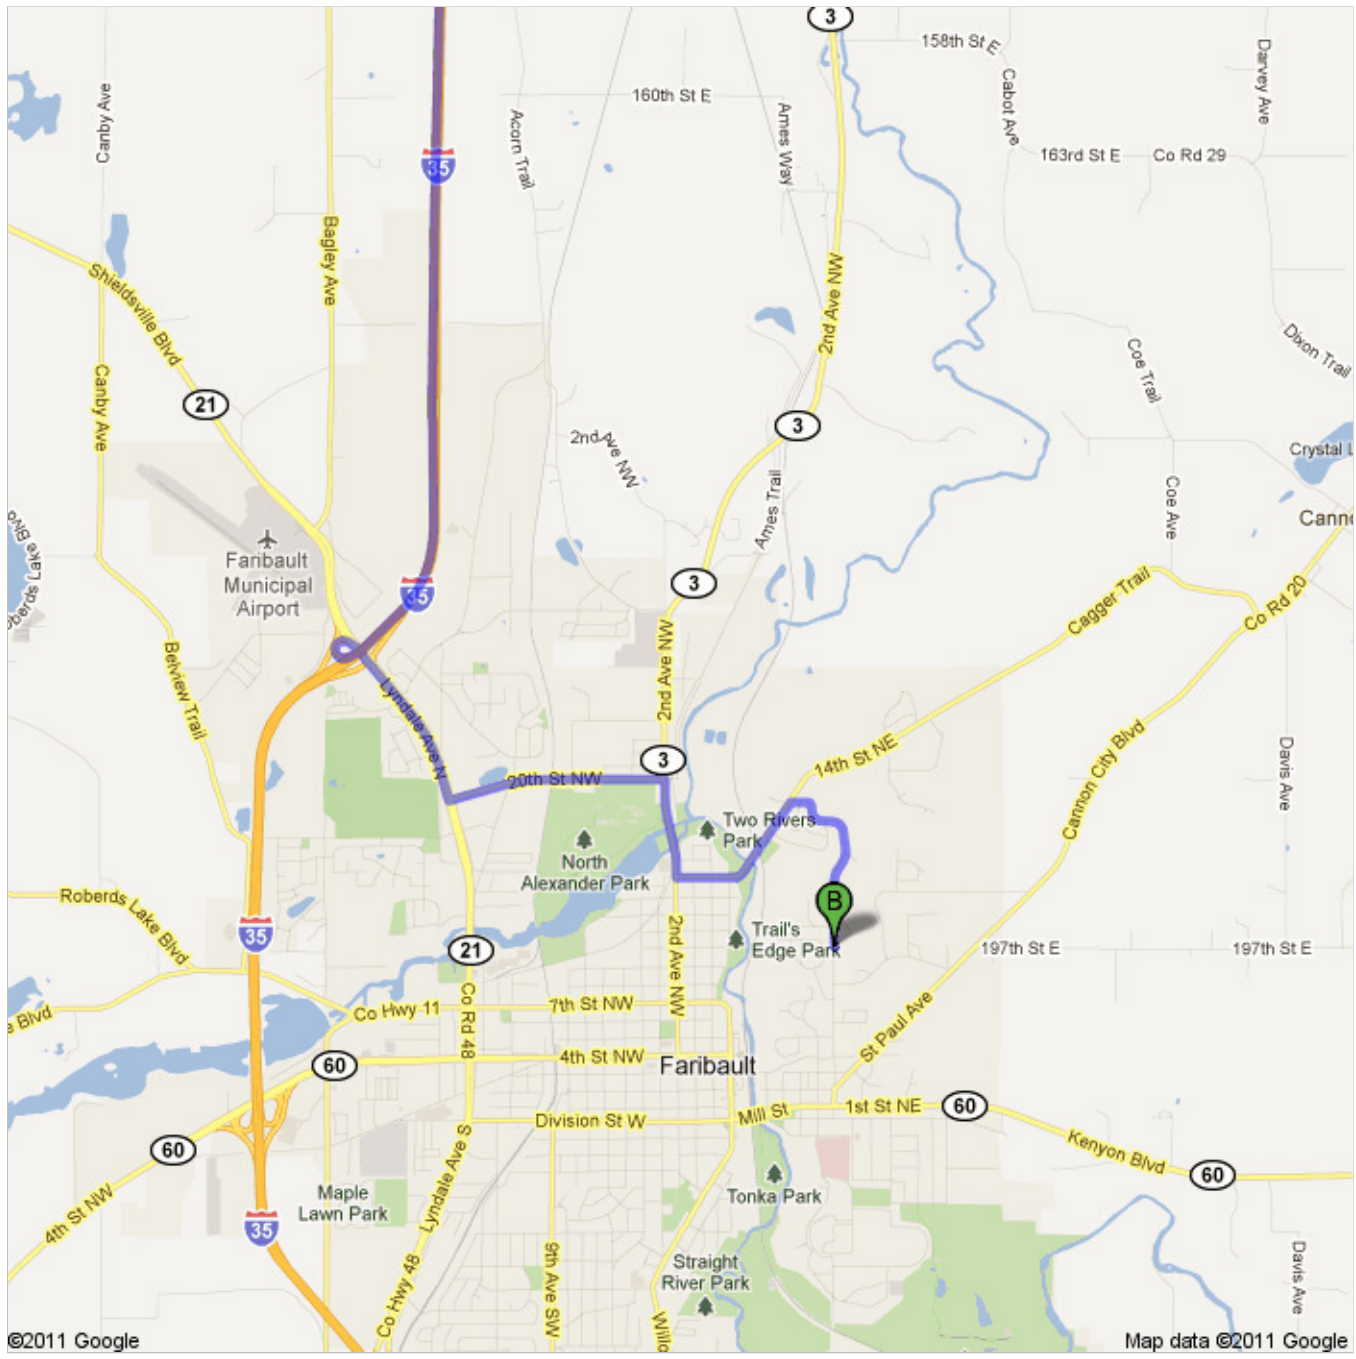 3
158th St E
Darvey Ave
Cabot Ave
160th St E
Canby Ave
Acorn Trail
Ames Way
163rd St E
Co Rd 29
35
Bagley Ave
Shieldsville Blvd
2nd Ave NW
Dixon Trail
Coe Trail
Canby Ave
21
3
2nd Ave NW
Crystal L
Ames Trail
Coe Ave
Canno
Roberds Lake Blvd
Faribault
Municipal
Airport
35
3
Cagger Trail
Co Rd 20
Belview Trail
2nd Ave NW
Lyndale Ave N
3
14th St NE
Cannon City Blvd
Davis Ave
20th St NW
Two Rivers
Park
North
Alexander Park
Roberds Lake Blvd
B
35
21
2nd Ave NW
Trail's
Edge Park
197th St E
197th St E
e Blvd
Co Hwy 11
7th St NW
Co Rd 48
St Paul Ave
60
4th St NW
Faribault
Division St W
Mill St
1st St NE
60
60
Kenyon Blvd
60
4th St NW
Maple
Lawn Park
Lyndale Ave S
Tonka Park
35
9th Ave SW
Straight
River Park
Davis Ave
Co Hwy 48
Willo
©2011 Google
Map data ©2011 Google